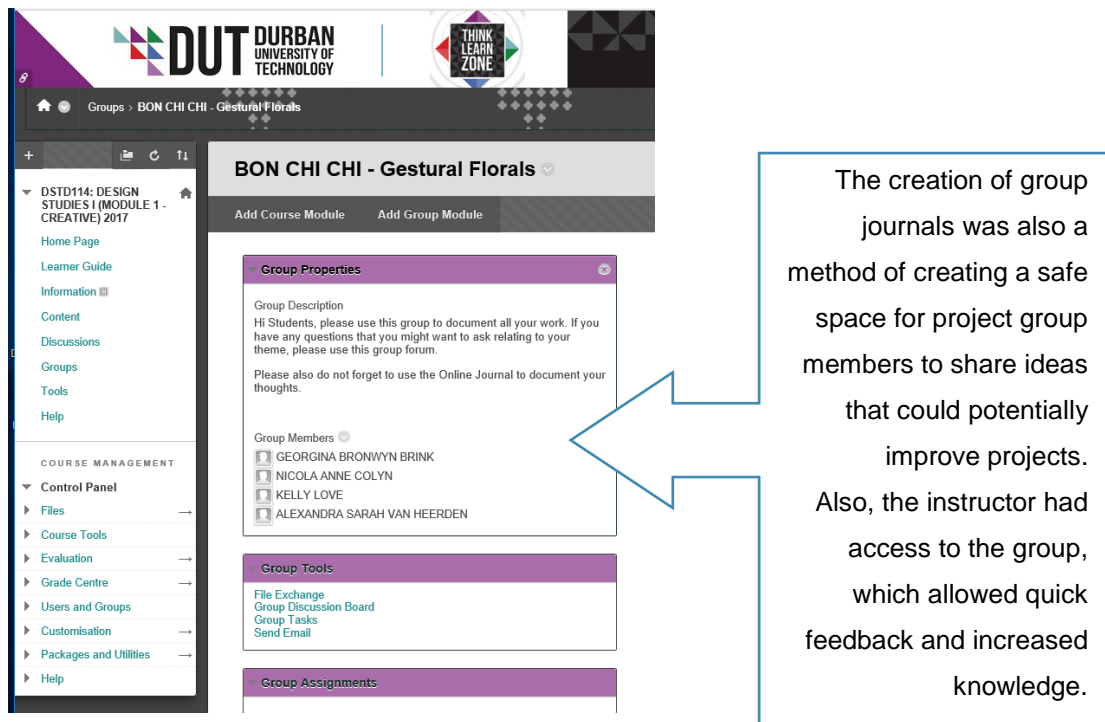 DUT DURBAN
UNIVERSITY OF
TECHNOLOGY
THINK
LEARN
ZONE
Groups > BON CHI CHI - Gestural Florals
DSTD114: DESIGN
STUDIES I (MODULE 1 -
CREATIVE) 2017
Home Page
Learner Guide
Information
Content
Discussions
Groups
Tools
Help
COURSE MANAGEMENT
Control Panel
Files
Course Tools
Evaluation
Grade Centre
Users and Groups
Customisation
Packages and Utilities
Help
BON CHI CHI - Gestural Florals
Add Course Module Add Group Module
Group Properties
Group Description
Hi Students, please use this group to document all your work. If you
have any questions that you might want to ask relating to your
theme, please use this group forum.
Please also do not forget to use the Online Journal to document your
thoughts.
Group Members
GEORGINA BRONWYN BRINK
NICOLA ANNE COLYN
KELLY LOVE
ALEXANDRA SARAH VAN HEERDEN
Group Tools
File Exchange
Group Discussion Board
Group Tasks
Send Email
Group Assignments
The creation of group
journals was also a
method of creating a safe
space for project group
members to share ideas
that could potentially
improve projects.
Also, the instructor had
access to the group,
which allowed quick
feedback and increased
knowledge.